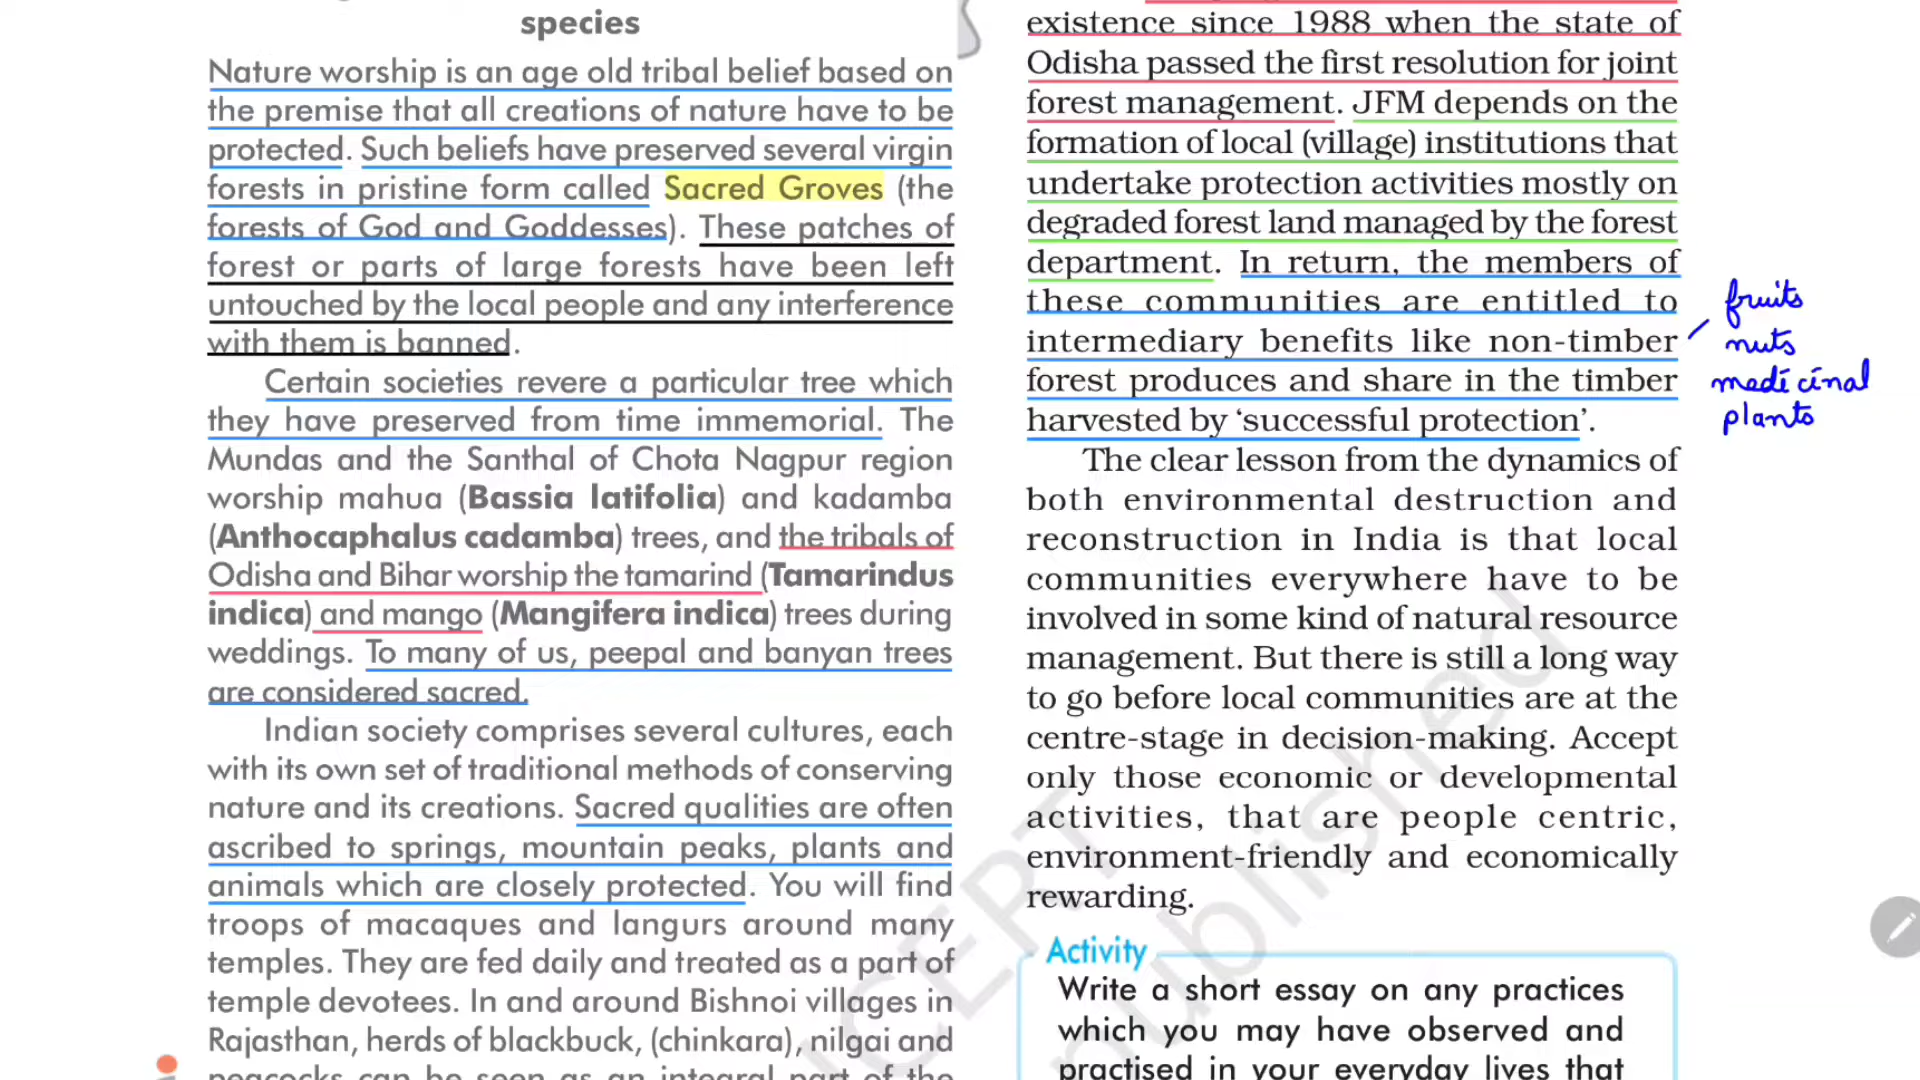 species
Nature worship is an age old tribal belief based on
the premise that all creations of nature have to be
protected. Such beliefs have preserved several virgin
forests in pristine form called Sacred Groves (the
forests of God and Goddesses). These patches of
forest or parts of large forests have been left
untouched by the local people and any interference
with them is banned.
Certain societies revere a particular tree which
they have preserved from time immemorial. The
Mundas and the Santhal of Chota Nagpur region
worship mahua (Bassia latifolia) and kadamba
(Anthocaphalus cadamba) trees, and the tribals of
Odisha and Bihar worship the tamarind (Tamarindus
indica) and mango (Mangifera indica) trees during
weddings. To many of us, peepal and banyan trees
are considered sacred.
Indian society comprises several cultures, each
with its own set of traditional methods of conserving
nature and its creations. Sacred qualities are often
ascribed to springs, mountain peaks, plants and
animals which are closely protected. You will find
troops of macaques and langurs around many
temples. They are fed daily and treated as a part of
temple devotees. In and around Bishnoi villages in
Rajasthan, herds of blackbuck, (chinkara), nilgai and
peacocks can be seen as an integral part of the
existence since 1988 when the state of
Odisha passed the first resolution for joint
forest management. JFM depends on the
formation of local (village) institutions that
undertake protection activities mostly on
degraded forest land managed by the forest
department. In return, the members of
these communities are entitled to
intermediary benefits like non-timber
forest produces and share in the timber
harvested by ‘successful protection’.
fruits
nuts
medicinal
plants
The clear lesson from the dynamics of
both environmental destruction and
reconstruction in India is that local
communities everywhere have to be
involved in some kind of natural resource
management. But there is still a long way
to go before local communities are at the
centre-stage in decision-making. Accept
only those economic or developmental
activities, that are people centric,
environment-friendly and economically
rewarding.
Activity
Write a short essay on any practices
which you may have observed and
practised in your everyday lives that